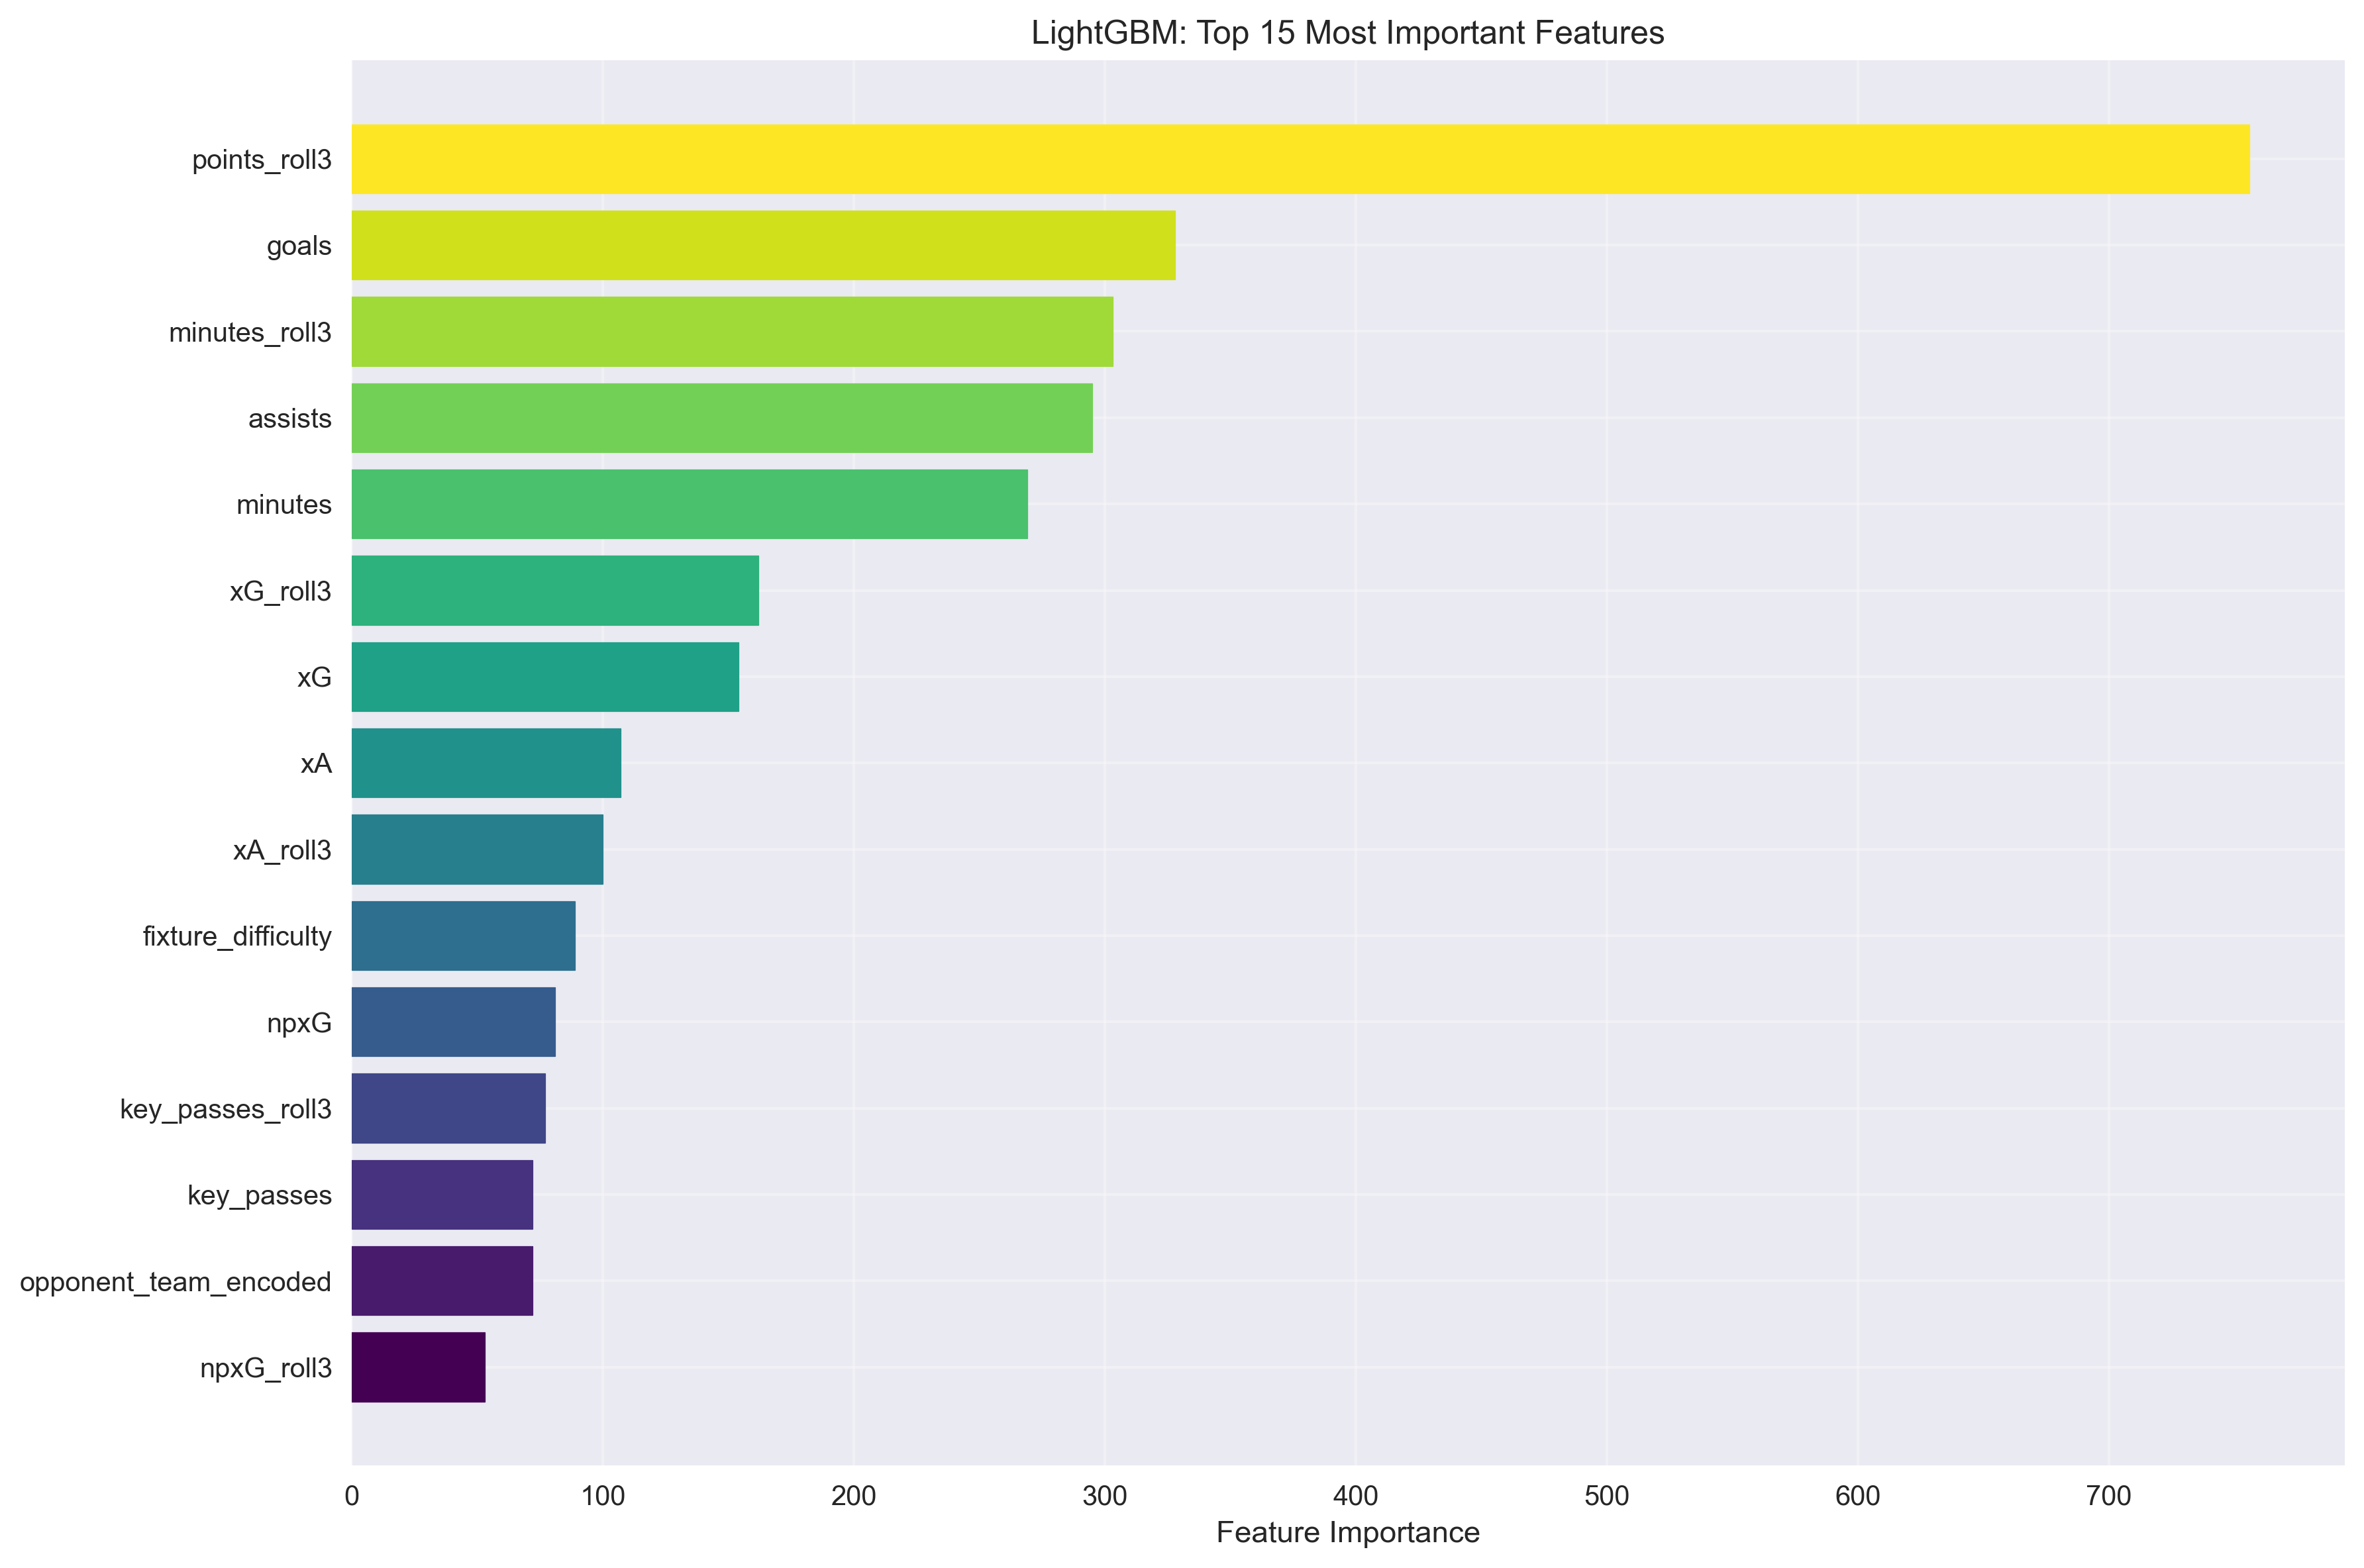 LightGBM: Top 15 Most Important Features
points_roll3
goals
minutes_roll3
assists
minutes
xG_roll3
xG
xA
xA_roll3
fixture_difficulty
npxG
key_passes_roll3
key_passes
opponent_team_encoded
npxG_roll3
0 100 200 300 400 500 600 700
Feature Importance